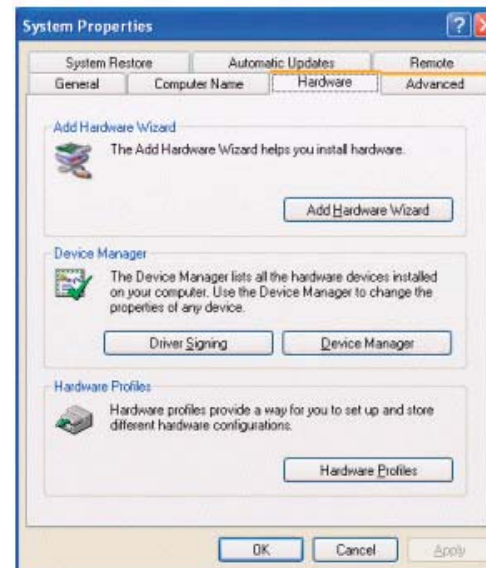 System Properties
System Restore Automatic Updates Remote
General Computer Name Hardware Advanced
Add Hardware Wizard
The Add Hardware Wizard helps you install hardware.
Add Hardware Wizard
Device Manager
The Device Manager lists all the hardware devices installed
on your computer. Use the Device Manager to change the
properties of any device.
Driver Signing Device Manager
Hardware Profiles
Hardware profiles provide a way for you to set up and store
different hardware configurations.
Hardware Profiles
OK Cancel Apply